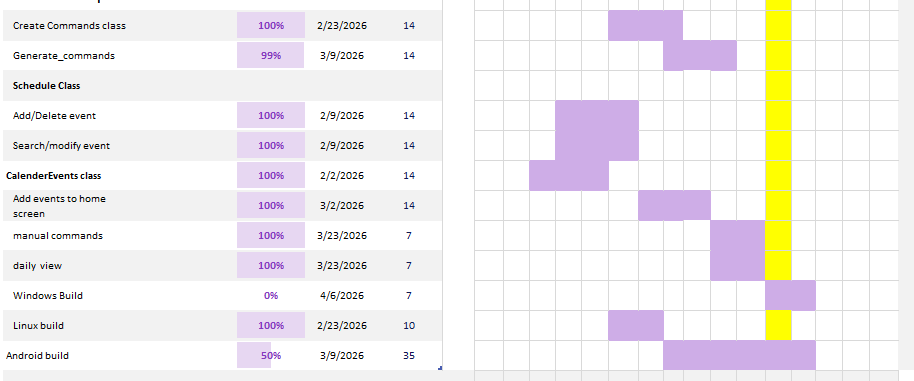 Create Commands class 100% 2/23/2026 14
Generate_commands 99% 3/9/2026 14
Schedule Class
Add/Delete event 100% 2/9/2026 14
Search/modify event 100% 2/9/2026 14
CalenderEvents class 100% 2/2/2026 14
Add events to home
screen 100% 3/2/2026 14
manual commands 100% 3/23/2026 7
daily view 100% 3/23/2026 7
Windows Build 0% 4/6/2026 7
Linux build 100% 2/23/2026 10
Android build 50% 3/9/2026 35